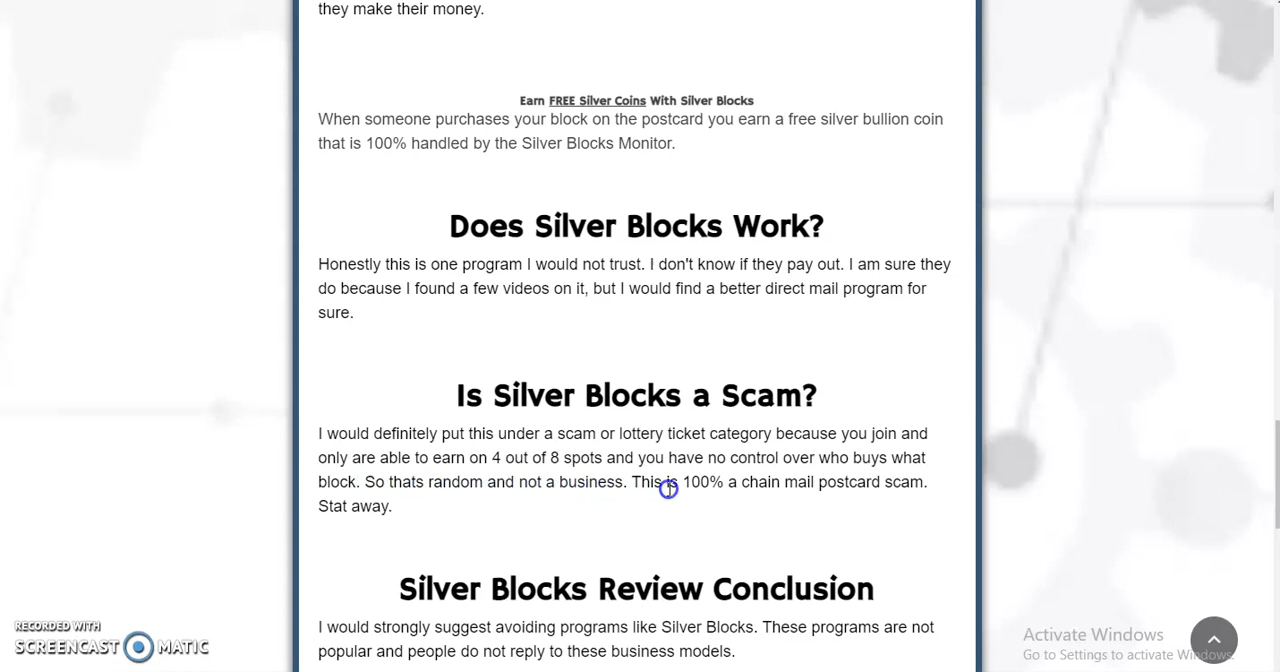 they make their money.
Earn FREE Silver Coins With Silver Blocks
When someone purchases your block on the postcard you earn a free silver bullion coin
that is 100% handled by the Silver Blocks Monitor.
Does Silver Blocks Work?
Honestly this is one program I would not trust. I don't know if they pay out. I am sure they
do because I found a few videos on it, but I would find a better direct mail program for
sure.
Is Silver Blocks a Scam?
I would definitely put this under a scam or lottery ticket category because you join and
only are able to earn on 4 out of 8 spots and you have no control over who buys what
block. So thats random and not a business. This is 100% a chain mail postcard scam.
Stat away.
Silver Blocks Review Conclusion
I would strongly suggest avoiding programs like Silver Blocks. These programs are not
popular and people do not reply to these business models.
RECORDED WITH
SCREENCAST MATIC
Activate Windows
Go to Settings to activate Windows.